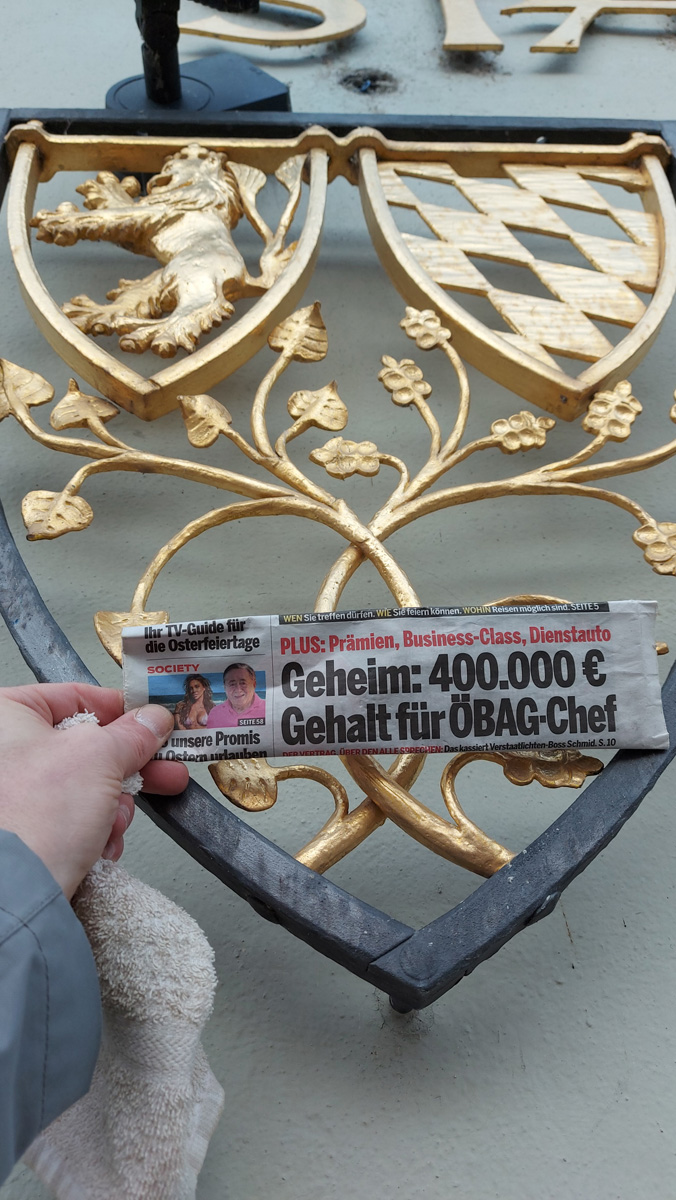 STA
WEN Sie treffen dürfen. WIE Sie feiern können. WOHIN Reisen möglich sind. SEITE 5
Ihr TV-Guide für
die Osterfeiertage
SOCIETY
SEITE 58
unsere Promis
Ostern urlauben
PLUS: Prämien, Business-Class, Dienstauto
Geheim: 400.000 €
Gehalt für ÖBAG-Chef
DER VERTRAG, ÜBER DEN ALLE SPRECHEN: Das kassiert Verstaatlichten-Boss Schmid. S. 10